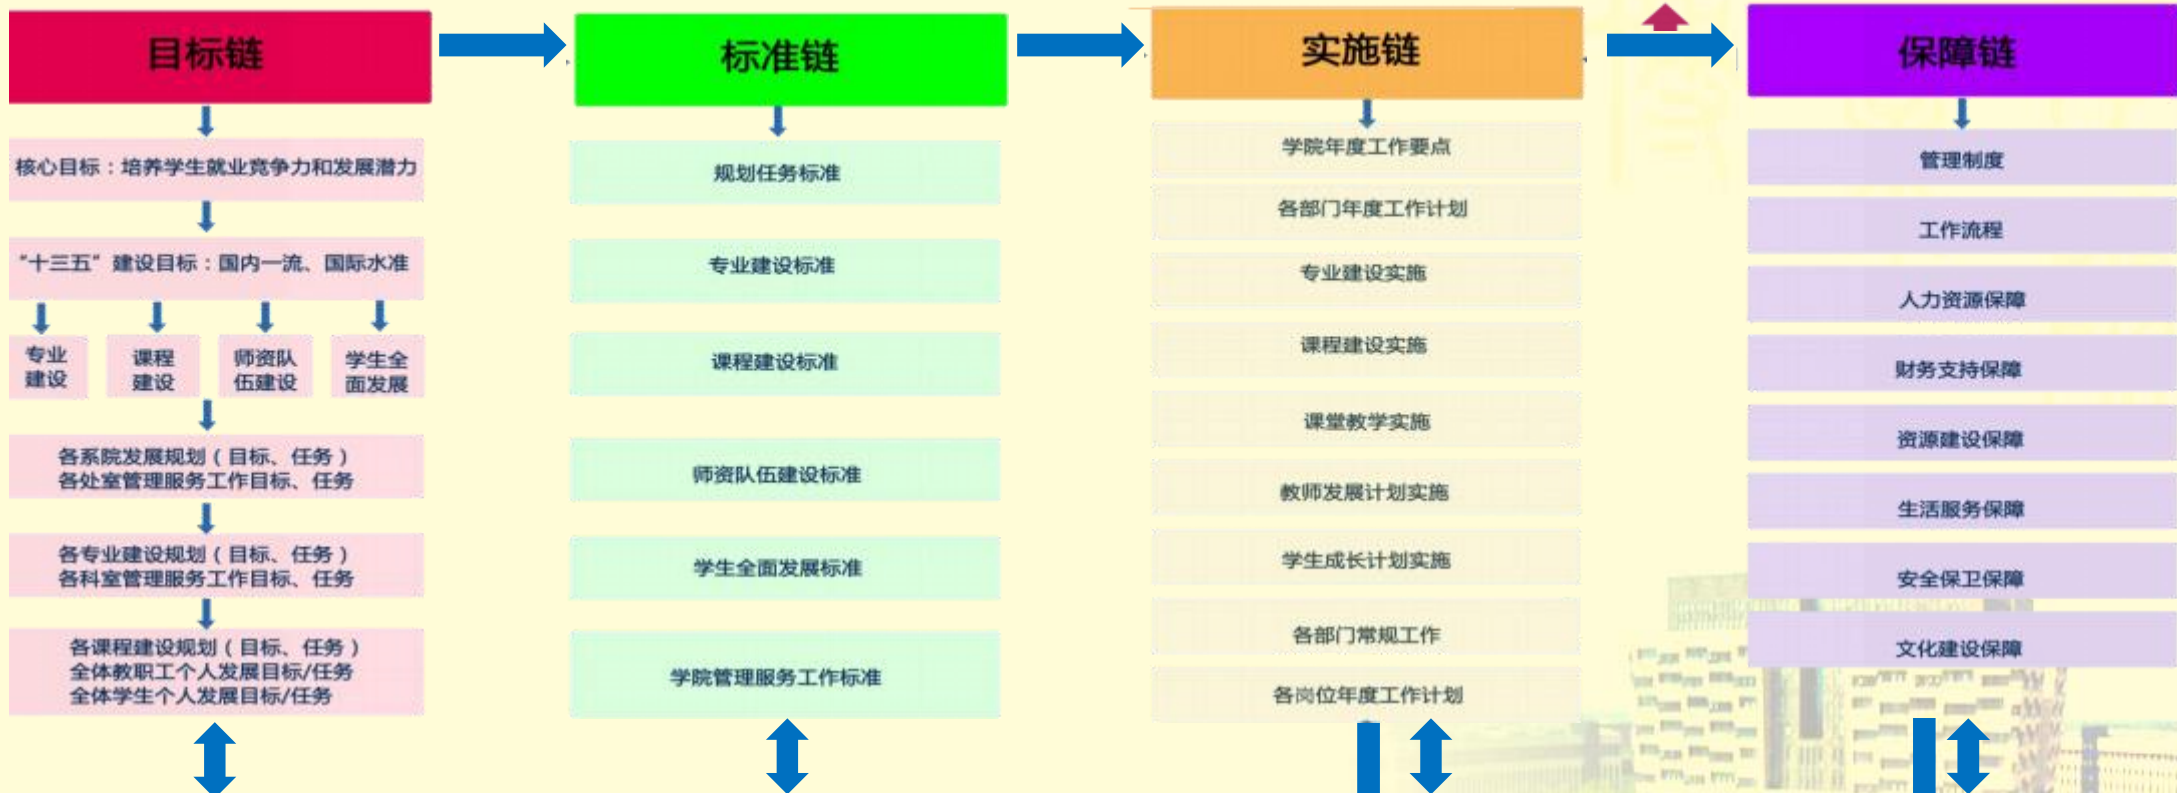 目标链
核心目标：培养学生就业竞争力和发展潜力
“十三五”建设目标：国内一流、国际水准
专业
建设
课程
建设
师资队
伍建设
学生全
面发展
各系院发展规划（目标、任务）
各处室管理服务工作目标、任务
各专业建设规划（目标、任务）
各科室管理服务工作目标、任务
各课程建设规划（目标、任务）
全体教职工个人发展目标/任务
全体学生个人发展目标/任务
标准链
规划任务标准
专业建设标准
课程建设标准
师资队伍建设标准
学生全面发展标准
学院管理服务工作标准
实施链
学院年度工作要点
各部门年度工作计划
专业建设实施
课程建设实施
课堂教学实施
教师发展计划实施
学生成长计划实施
各部门常规工作
各岗位年度工作计划
保障链
管理制度
工作流程
人力资源保障
财务支持保障
资源建设保障
生活服务保障
安全保卫保障
文化建设保障